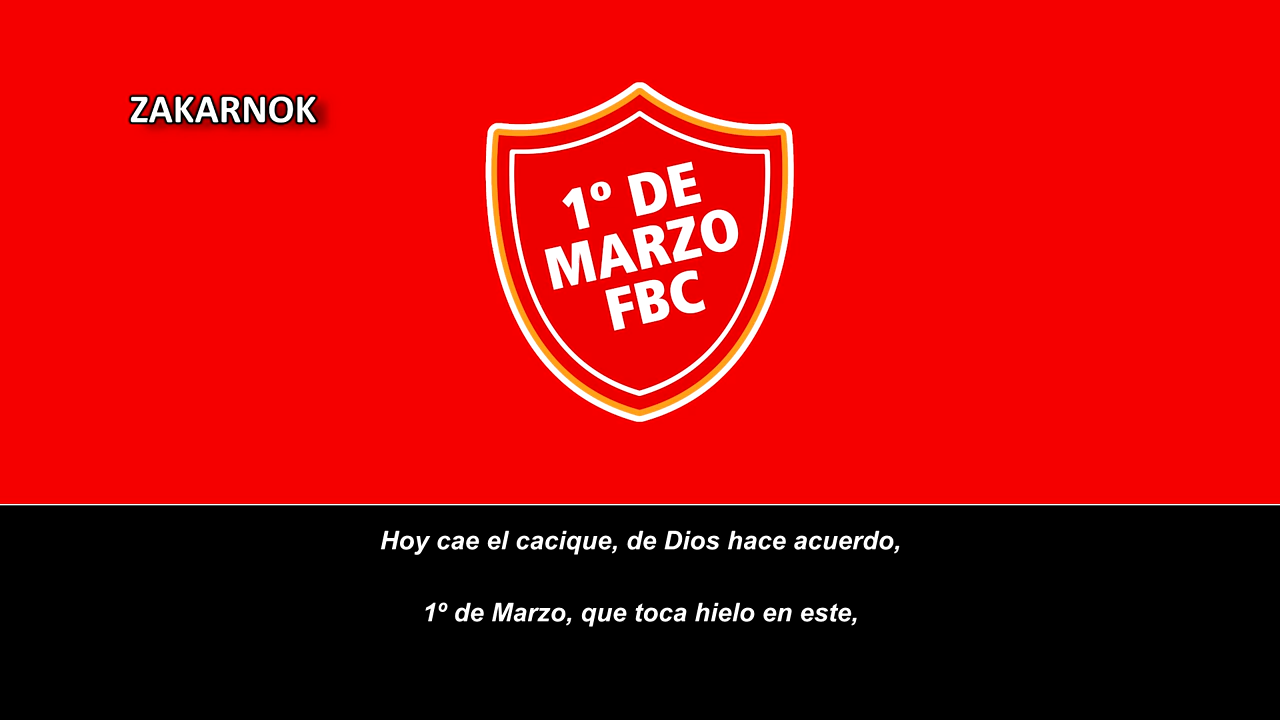 ZAKARNOK
1º DE
MARZO
FBC
Hoy cae el cacique, de Dios hace acuerdo,
1º de Marzo, que toca hielo en este,